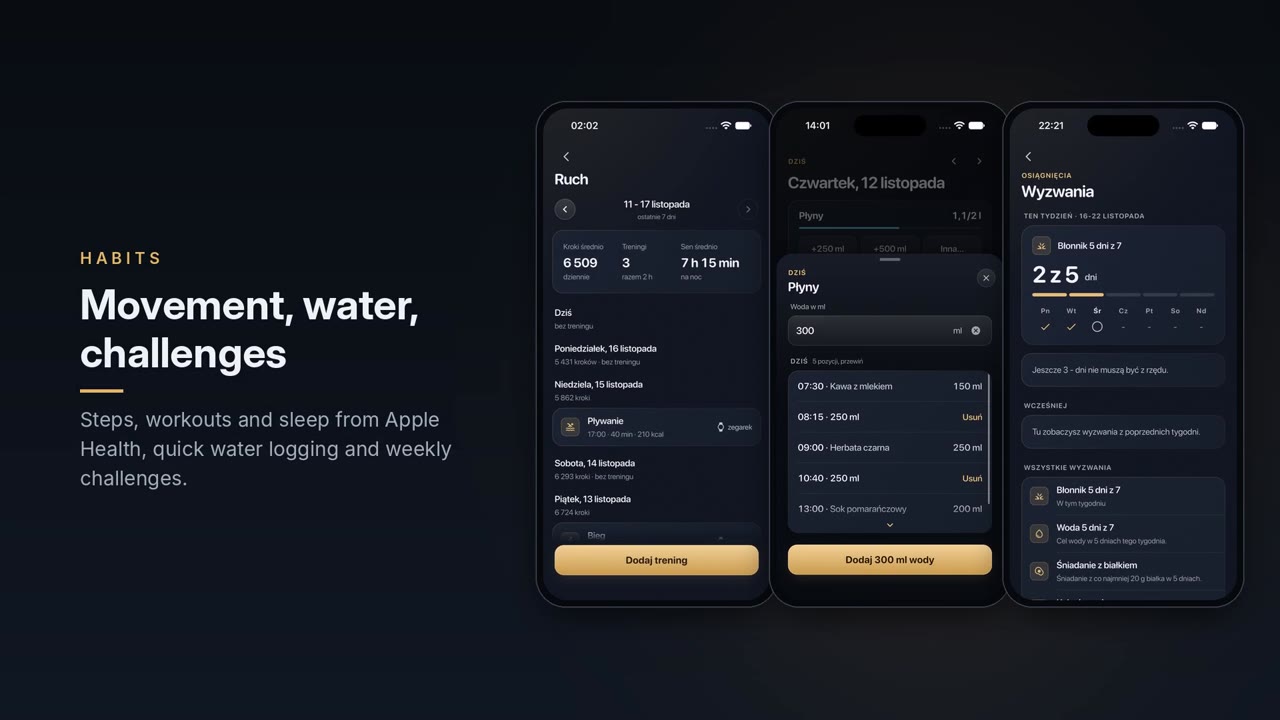 HABITS
Movement, water,
challenges
Steps, workouts and sleep from Apple
Health, quick water logging and weekly
challenges.
02:02
Ruch
11 - 17 listopada
ostatnie 7 dni
Kroki średnio
Treningi
Sen średnio
6 509
3
7 h 15 min
dziennie
razem 2 h
na noc
Dziś
bez treningu
Poniedziałek, 16 listopada
5 431 kroków · bez treningu
Niedziela, 15 listopada
5 862 kroki
Pływanie
17:00 · 40 min · 210 kcal
zegarek
Sobota, 14 listopada
6 293 kroki · bez treningu
Piątek, 13 listopada
6 724 kroki
Bieg
Dodaj trening
14:01
DZIŚ
Czwartek, 12 listopada
Płyny
1,1/2 l
+250 ml
+500 ml
Inna...
DZIŚ
Płyny
Woda w ml
300
ml
DZIŚ 5 pozycji, przewiń
07:30 · Kawa z mlekiem 150 ml
08:15 · 250 ml Usuń
09:00 · Herbata czarna 250 ml
10:40 · 250 ml Usuń
13:00 · Sok pomarańczowy 200 ml
Dodaj 300 ml wody
22:21
OSIĄGNIĘCIA
Wyzwania
TEN TYDZIEŃ · 16-22 LISTOPADA
Błonnik 5 dni z 7
2 z 5 dni
Pn Wt Śr Cz Pt So Nd
- - - -
Jeszcze 3 - dni nie muszą być z rzędu.
WCZEŚNIEJ
Tu zobaczysz wyzwania z poprzednich tygodni.
WSZYSTKIE WYZWANIA
Błonnik 5 dni z 7
W tym tygodniu
Woda 5 dni z 7
Cel wody w 5 dniach tego tygodnia.
Śniadanie z białkiem
Śniadanie z co najmniej 20 g białka w 5 dniach.